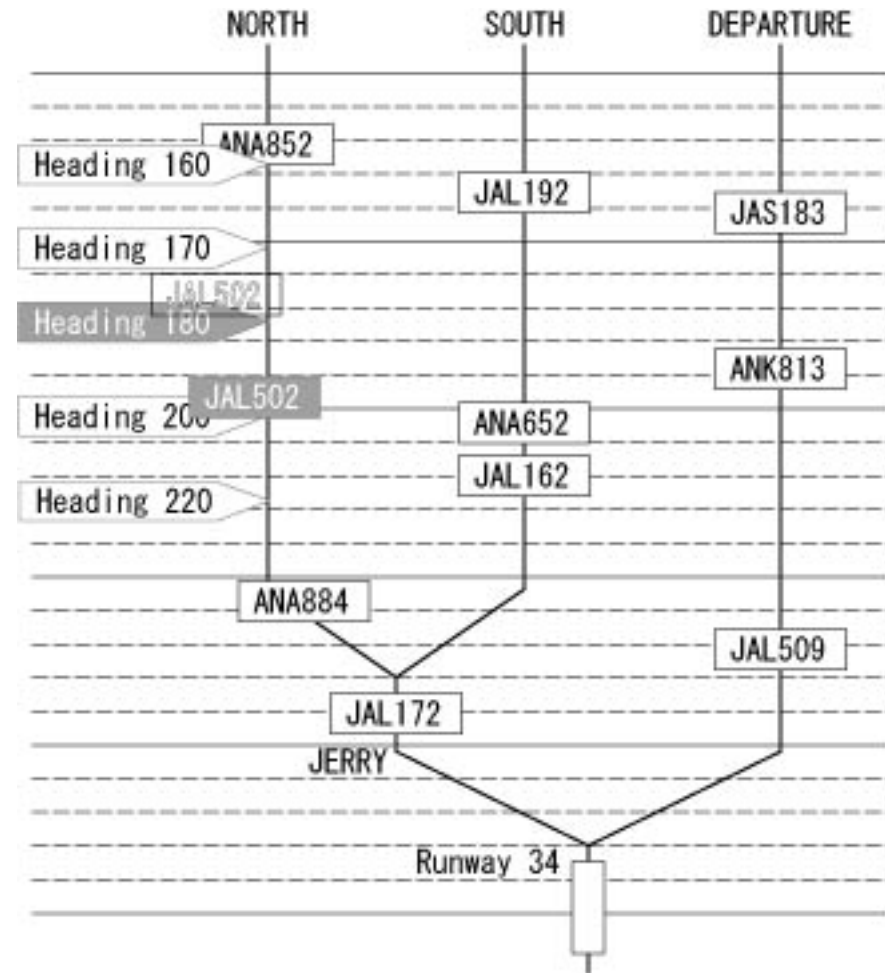 NORTH SOUTH DEPARTURE
ANA852
Heading 160
JAL192
JAS183
Heading 170
JAL502
Heading 180
ANK813
JAL502
Heading 200
ANA652
JAL162
Heading 220
ANA884
JAL509
JAL172
JERRY
Runway 34